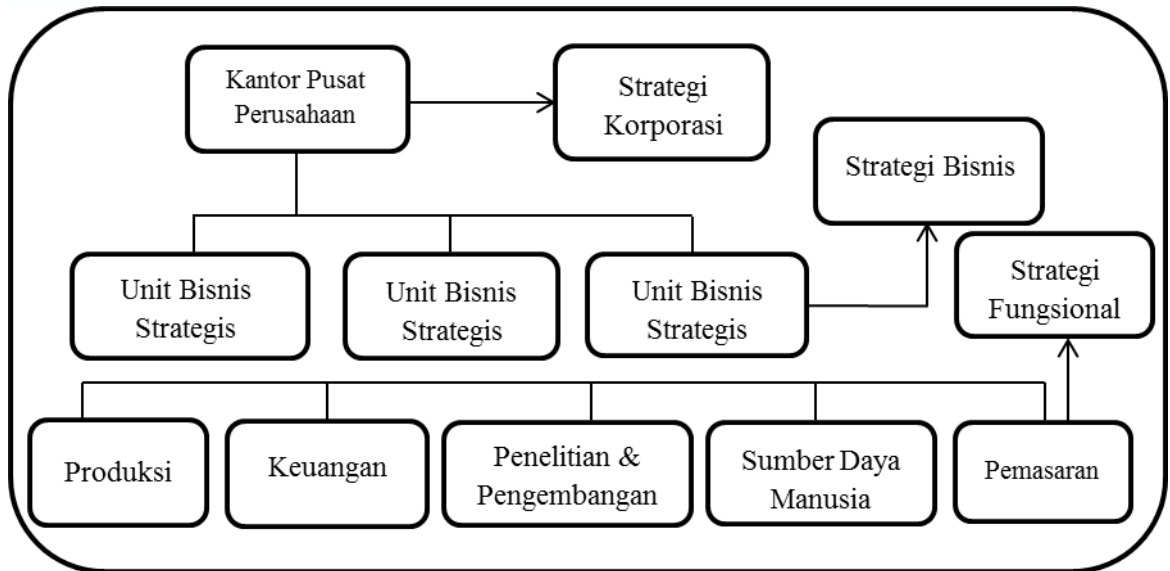 Kantor Pusat
Perusahaan
Strategi
Korporasi
Strategi Bisnis
Unit Bisnis
Strategis
Unit Bisnis
Strategis
Unit Bisnis
Strategis
Strategi
Fungsional
Produksi
Keuangan
Penelitian &
Pengembangan
Sumber Daya
Manusia
Pemasaran